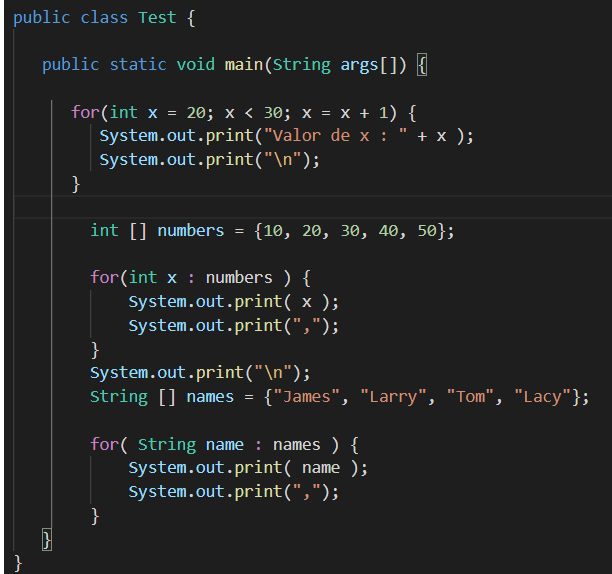 public class Test {
public static void main(String args[]) {
for(int x = 20; x < 30; x = x + 1) {
System.out.print("Valor de x : " + x );
System.out.print("\n");
}
int [] numbers = {10, 20, 30, 40, 50};
for(int x : numbers ) {
System.out.print( x );
System.out.print(",");
}
System.out.print("\n");
String [] names = {"James", "Larry", "Tom", "Lacy"};
for( String name : names ) {
System.out.print( name );
System.out.print(",");
}
}
}